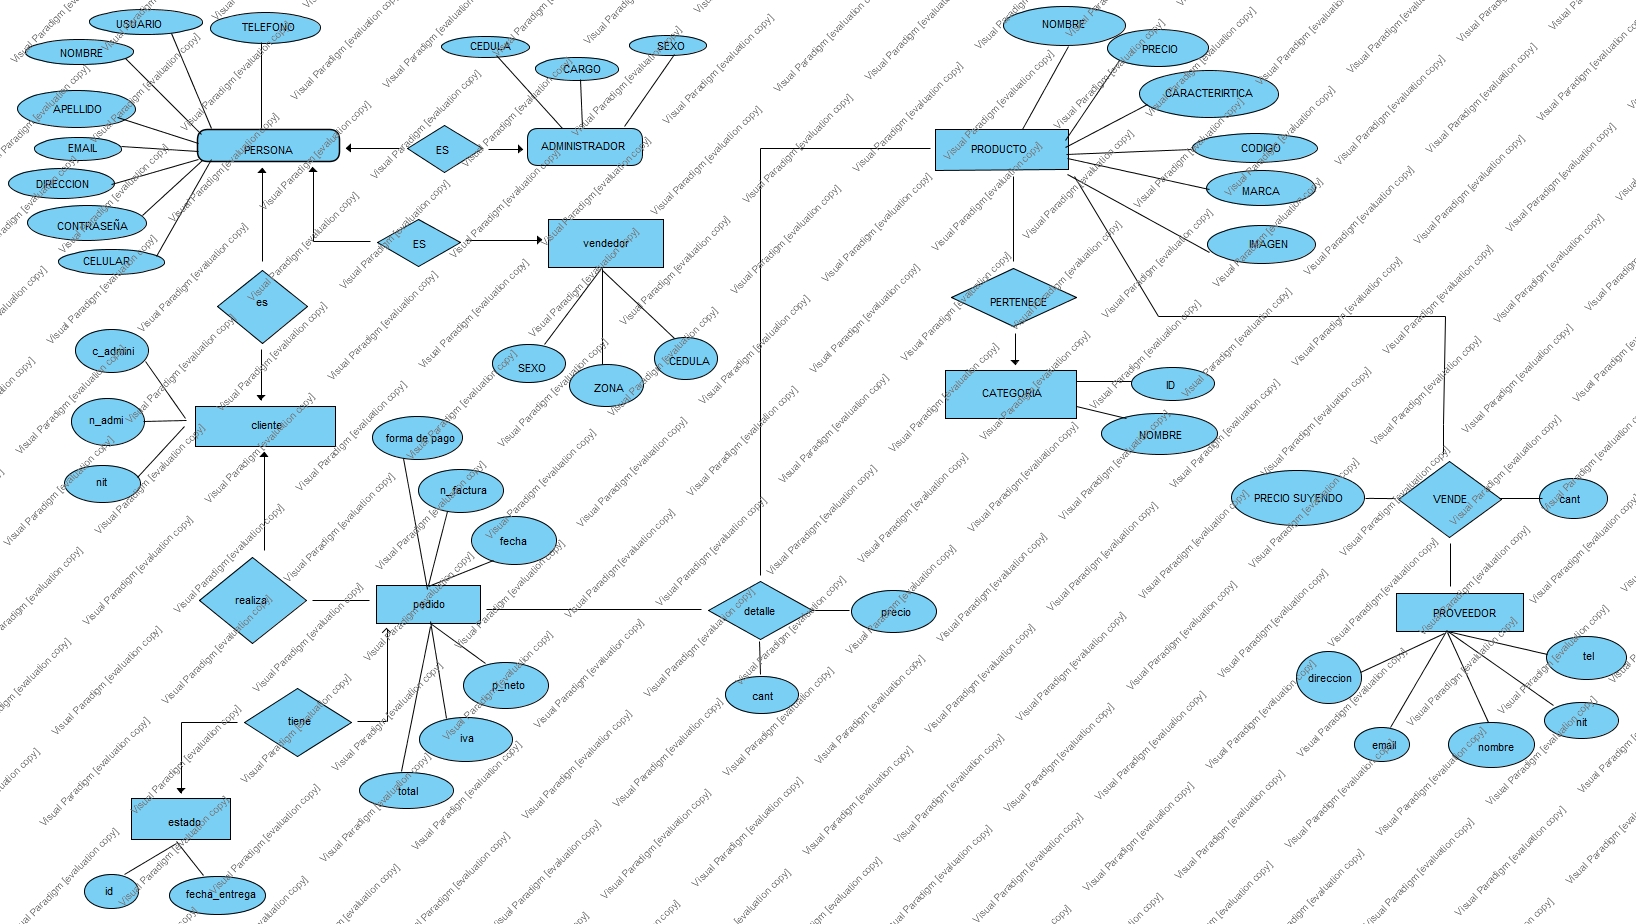 USUARIO
TELEFONO
NOMBRE
APELLIDO
EMAIL
DIRECCION
CONTRASEÑA
CELULAR
PERSONA
ES
CEDULA
CARGO
SEXO
ADMINISTRADOR
ES
vendedor
SEXO
ZONA
CEDULA
es
c_admini
n_admi
nit
cliente
realiza
forma de pago
n_factura
fecha
pedido
p_neto
iva
total
tiene
estado
id
fecha_entrega
detalle
precio
cant
NOMBRE
PRECIO
CARACTERIRTICA
CODIGO
MARCA
IMAGEN
PRODUCTO
PERTENECE
CATEGORIA
ID
NOMBRE
PRECIO SUYENDO
VENDE
cant
PROVEEDOR
direccion
email
nombre
nit
tel
Visual Paradigm [evaluation copy]